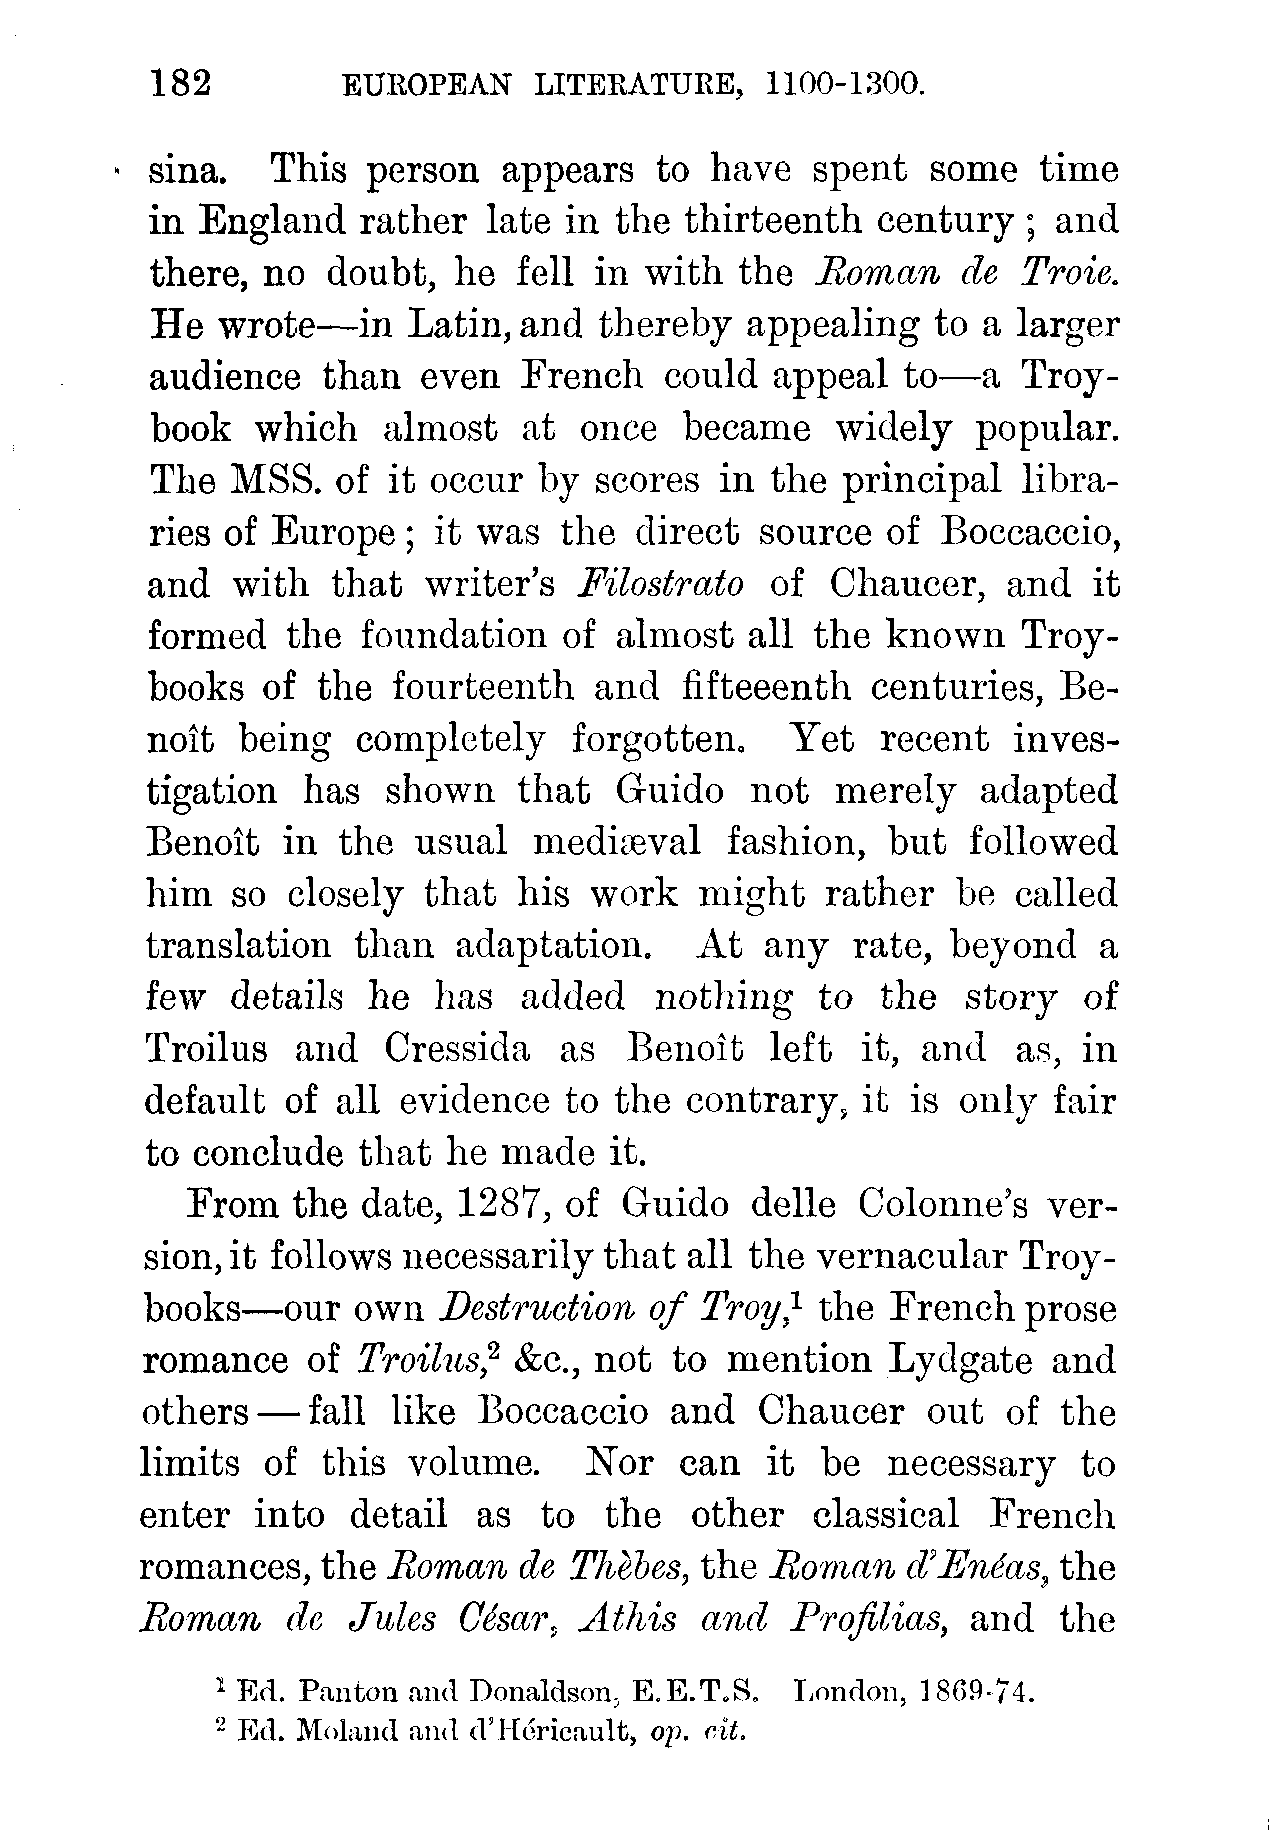 182 EUROPEAN LITERATURE, 1100-1300.
sina. This person appears to have spent some time
in England rather late in the thirteenth century ; and
there, no doubt, he fell in with the Roman de Troie.
He wrote—in Latin, and thereby appealing to a larger
audience than even French could appeal to—a Troy-
book which almost at once became widely popular.
The MSS. of it occur by scores in the principal libra-
ries of Europe ; it was the direct source of Boccaccio,
and with that writer's Filostrato of Chaucer, and it
formed the foundation of almost all the known Troy-
books of the fourteenth and fifteeenth centuries, Be-
noît being completely forgotten. Yet recent inves-
tigation has shown that Guido not merely adapted
Benoît in the usual mediæval fashion, but followed
him so closely that his work might rather be called
translation than adaptation. At any rate, beyond a
few details he has added nothing to the story of
Troilus and Cressida as Benoît left it, and as, in
default of all evidence to the contrary, it is only fair
to conclude that he made it.
From the date, 1287, of Guido delle Colonne's ver-
sion, it follows necessarily that all the vernacular Troy-
books—our own Destruction of Troy,¹ the French prose
romance of Troilus,² &c., not to mention Lydgate and
others — fall like Boccaccio and Chaucer out of the
limits of this volume. Nor can it be necessary to
enter into detail as to the other classical French
romances, the Roman de Thèbes, the Roman d'Enéas, the
Roman de Jules César, Athis and Profilias, and the
¹ Ed. Panton and Donaldson, E.E.T.S. London, 1869-74.
² Ed. Moland and d'Héricault, op. cit.